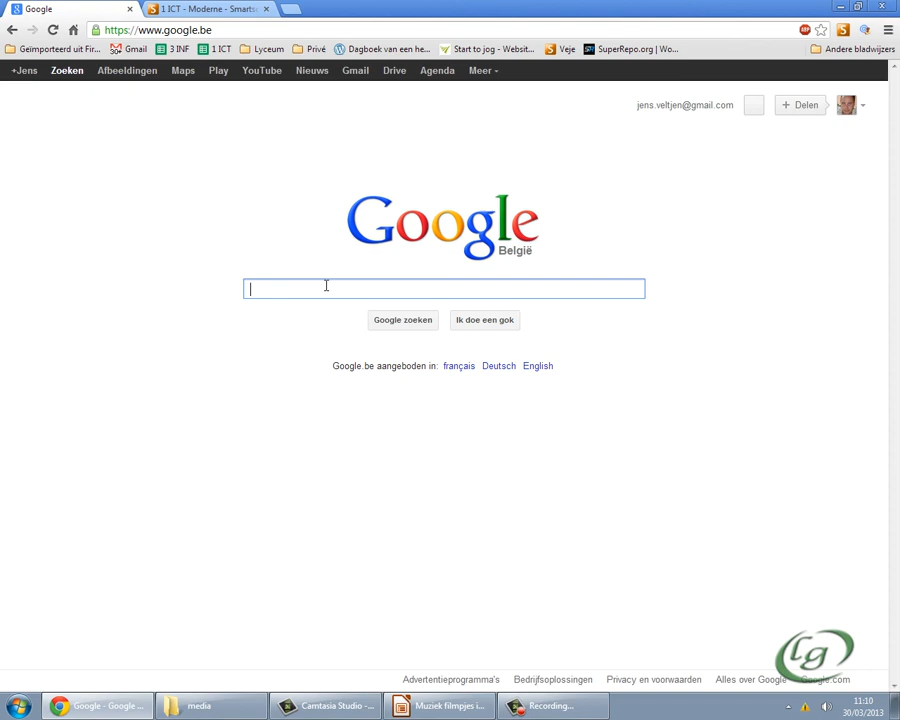 Google
1 ICT - Moderne - Smarts
https://www.google.be
Geïmporteerd uit Fir...
Gmail
3 INF
1 ICT
Lyceum
Privé
Dagboek van een he...
Start to jog - Websit...
Veje
SuperRepo.org | Wo...
Andere bladwijzers
+Jens
Zoeken
Afbeeldingen
Maps
Play
YouTube
Nieuws
Gmail
Drive
Agenda
Meer
jens.veltjen@gmail.com
+ Delen
Google
België
Google zoeken
Ik doe een gok
Google.be aangeboden in: français Deutsch English
lg
Advertentieprogramma's
Bedrijfsoplossingen
Privacy en voorwaarden
Alles over Google
Google.com
Google - Google ...
media
Camtasia Studio -...
Muziek filmpjes i...
Recording...
11:10
30/03/2013